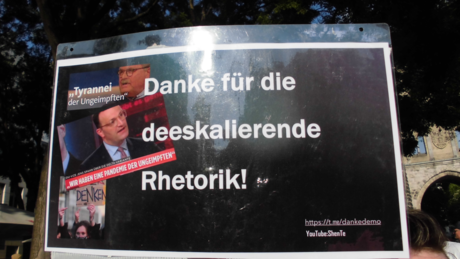 „Tyrannei
der Ungeimpften"
Danke für die
deeskalierende
Rhetorik!
"WIR HABEN EINE PANDEMIE DER UNGEIMPFTEN"
DENKEN
https://t.me/dankedemo
YouTube:ShenTe